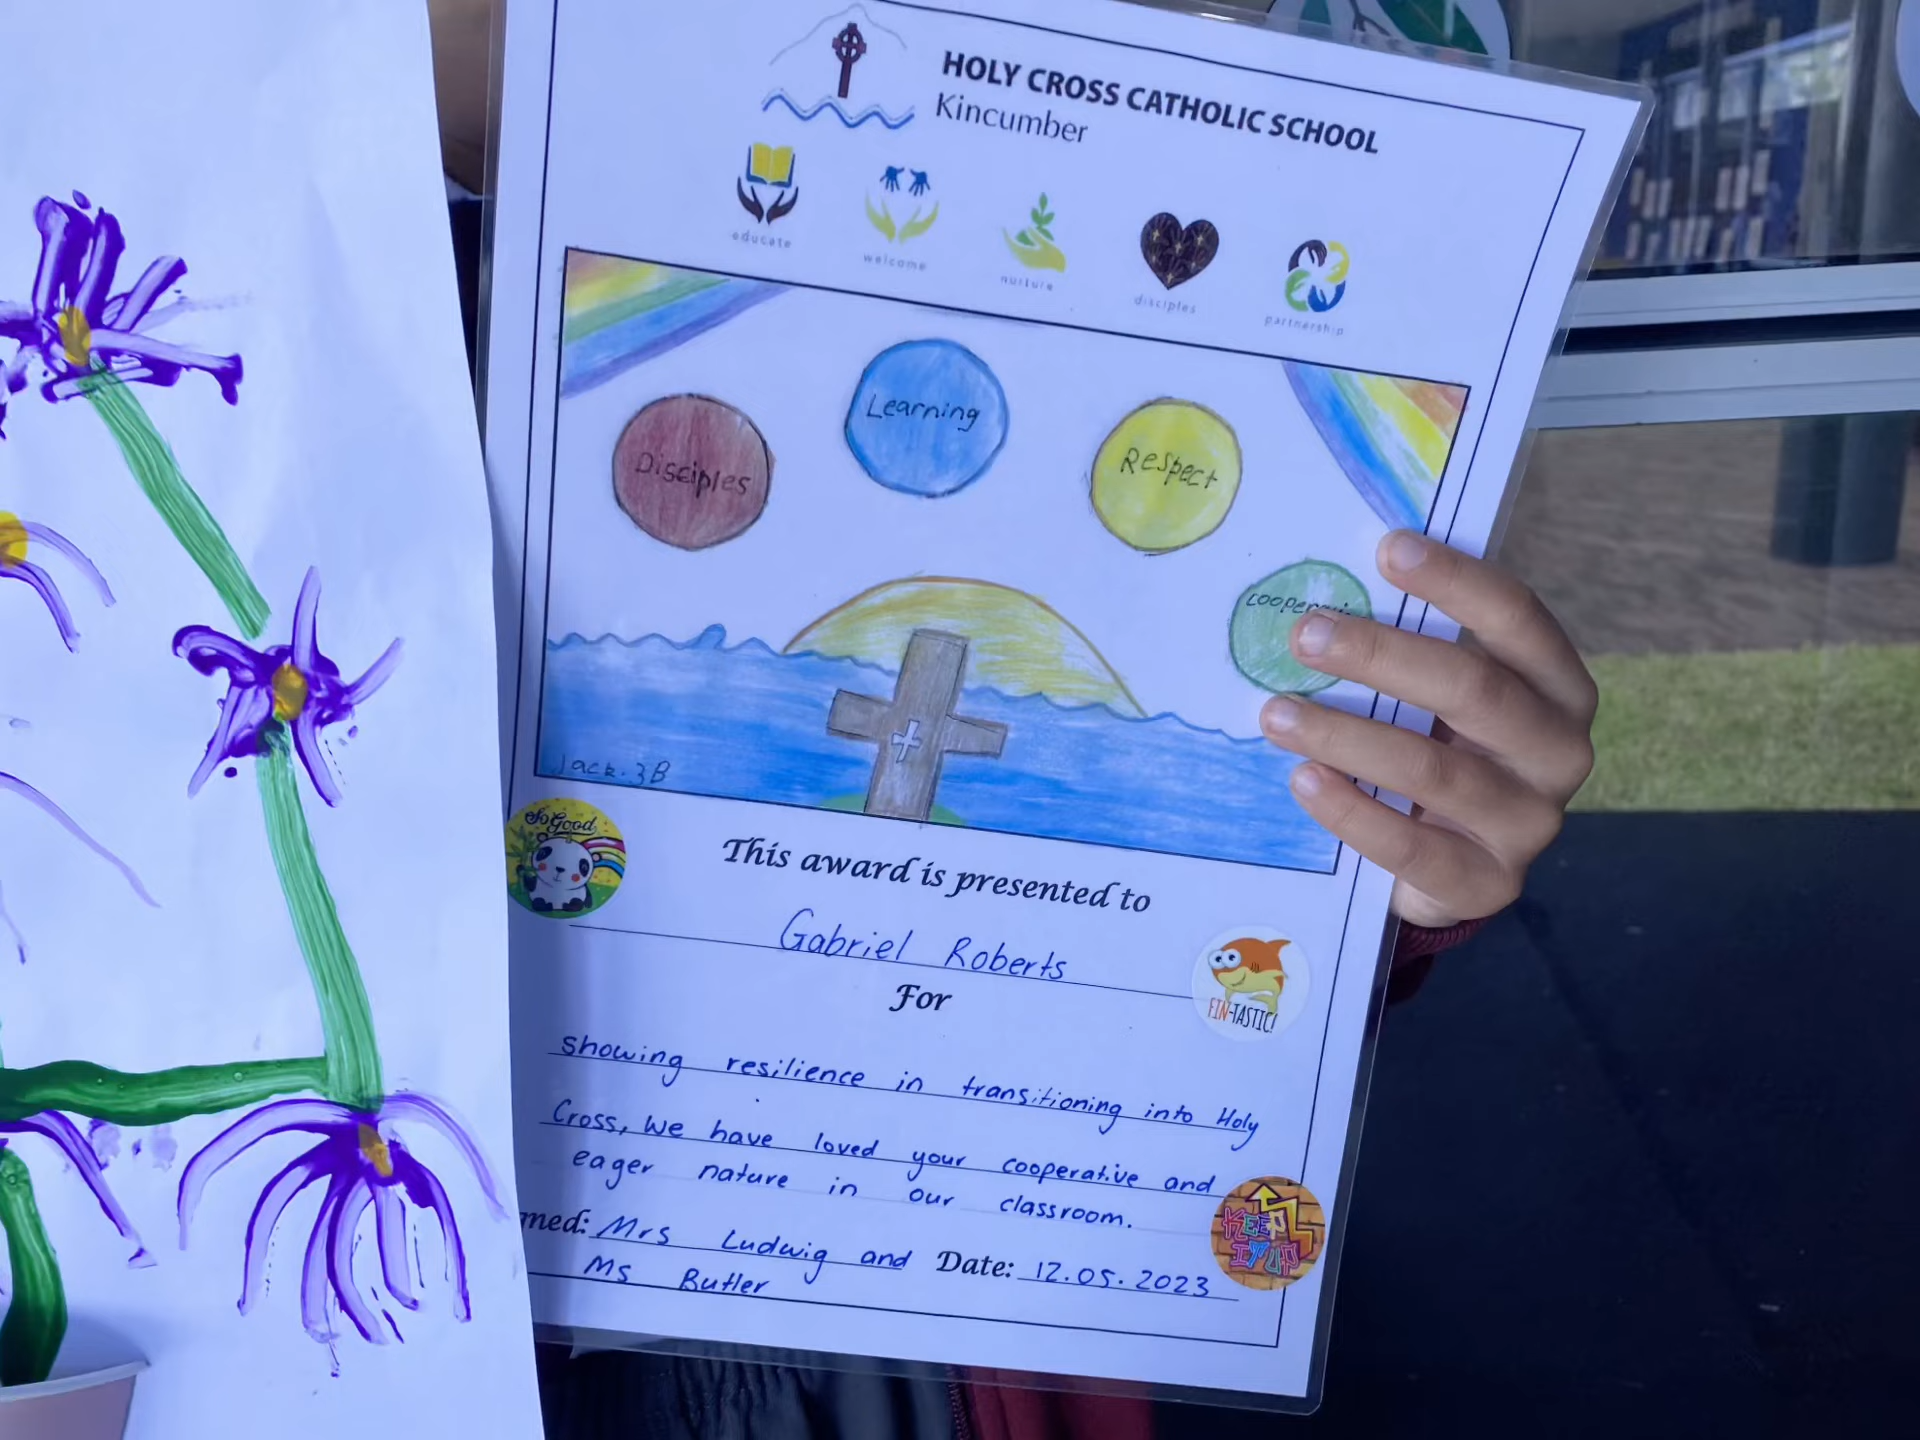 HOLY CROSS CATHOLIC SCHOOL
Kincumber
educate
welcome
nurture
disciples
partnership
Disciples
Learning
Respect
Jack.3B
So Good
This award is presented to
Gabriel Roberts
For
FIN-TASTIC!
showing resilience in transitioning into Holy
Cross, we have loved your cooperative and
eager nature in our classroom.
KEEP
IT UP
Mrs Ludwig and Date: 12.05.2023
Ms Butler